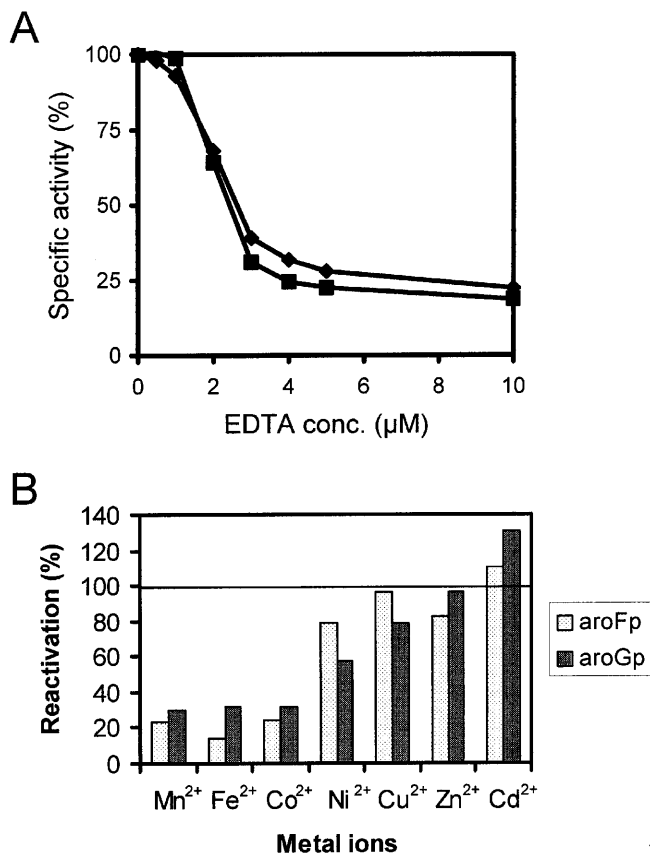 A
Specific activity (%)
100
75
50
25
0
0 2 4 6 8 10
EDTA conc. (µM)
B
Reactivation (%)
140
120
100
80
60
40
20
0
Mn2+ Fe2+ Co2+ Ni 2+ Cu2+ Zn2+ Cd2+
Metal ions
aroFp
aroGp